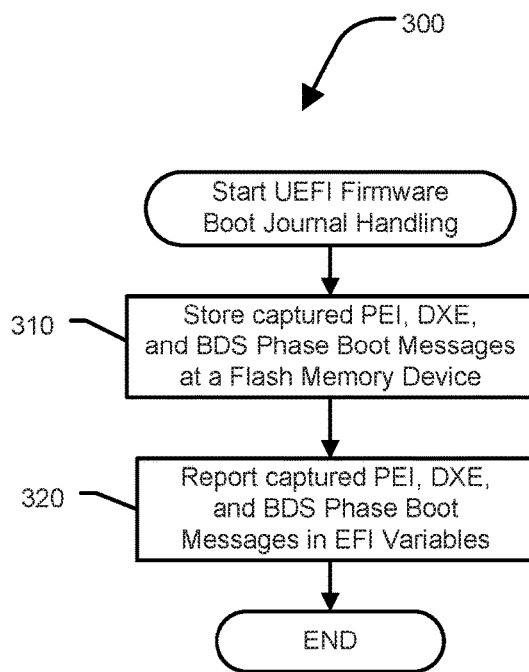 300
Start UEFI Firmware
Boot Journal Handling
310
Store captured PEI, DXE,
and BDS Phase Boot Messages
at a Flash Memory Device
320
Report captured PEI, DXE,
and BDS Phase Boot
Messages in EFI Variables
END